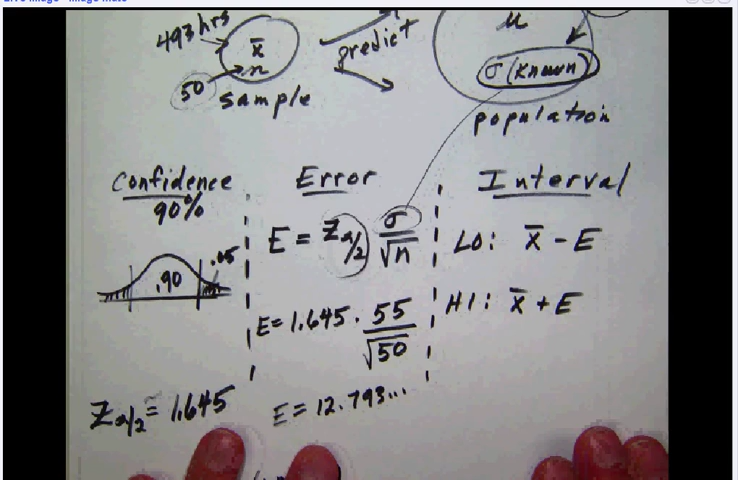 493 hrs
x̄
n
50
sample
predict
μ
σ (known)
population
Confidence
90%
Error
Interval
E = Zα/2 σ/√n
LO: x̄ - E
.05
.90
E = 1.645 · 55/√50
HI: x̄ + E
Zα/2 = 1.645
E = 12.793...